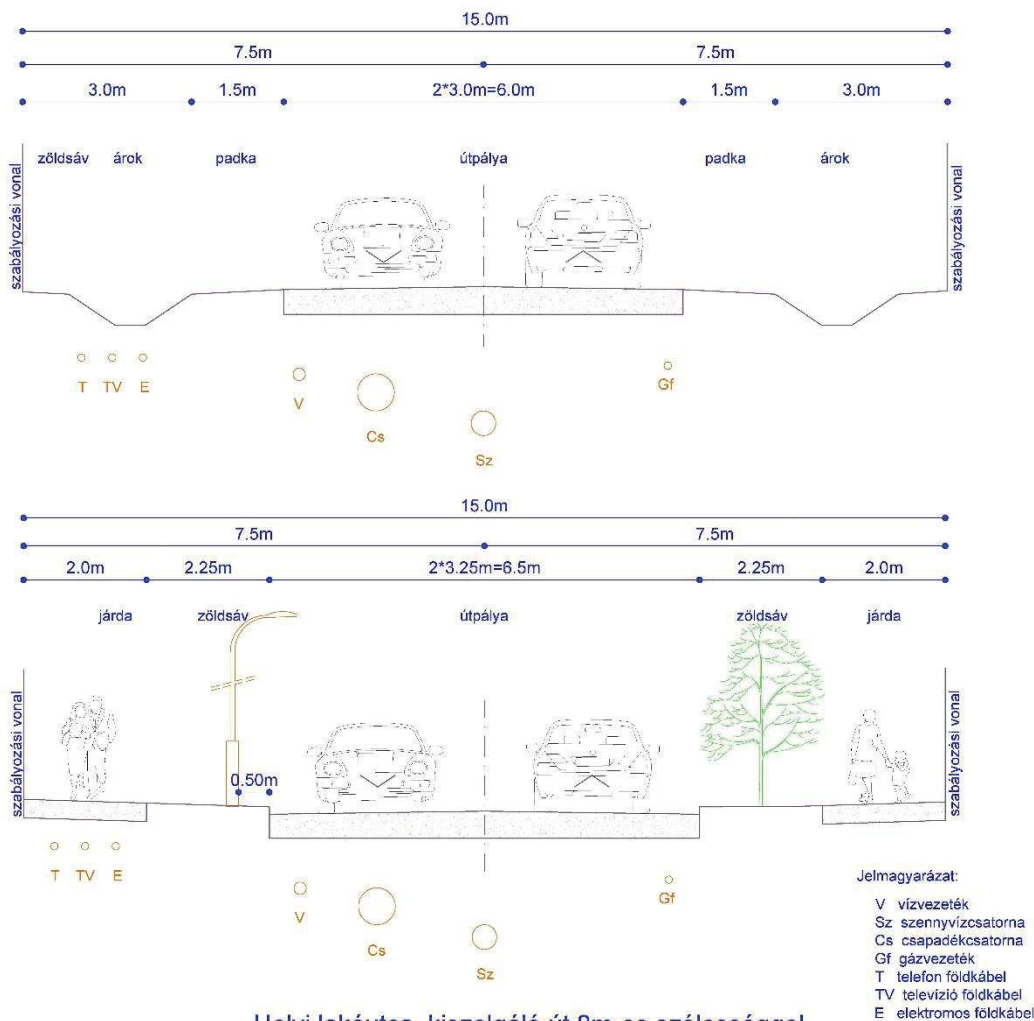 15.0m
7.5m 7.5m
3.0m 1.5m 2*3.0m=6.0m 1.5m 3.0m
zöldsáv árok padka útpálya padka árok
szabályozási vonal
szabályozási vonal
T TV E
V
Cs
Sz
Gf
15.0m
7.5m 7.5m
2.0m 2.25m 2*3.25m=6.5m 2.25m 2.0m
járda zöldsáv útpálya zöldsáv járda
szabályozási vonal
szabályozási vonal
0.50m
T TV E
V
Cs
Sz
Gf
Jelmagyarázat:
V vízvezeték
Sz szennyvízcsatorna
Cs csapadékcsatorna
Gf gázvezeték
T telefon földkábel
TV televízió földkábel
E elektromos földkábel